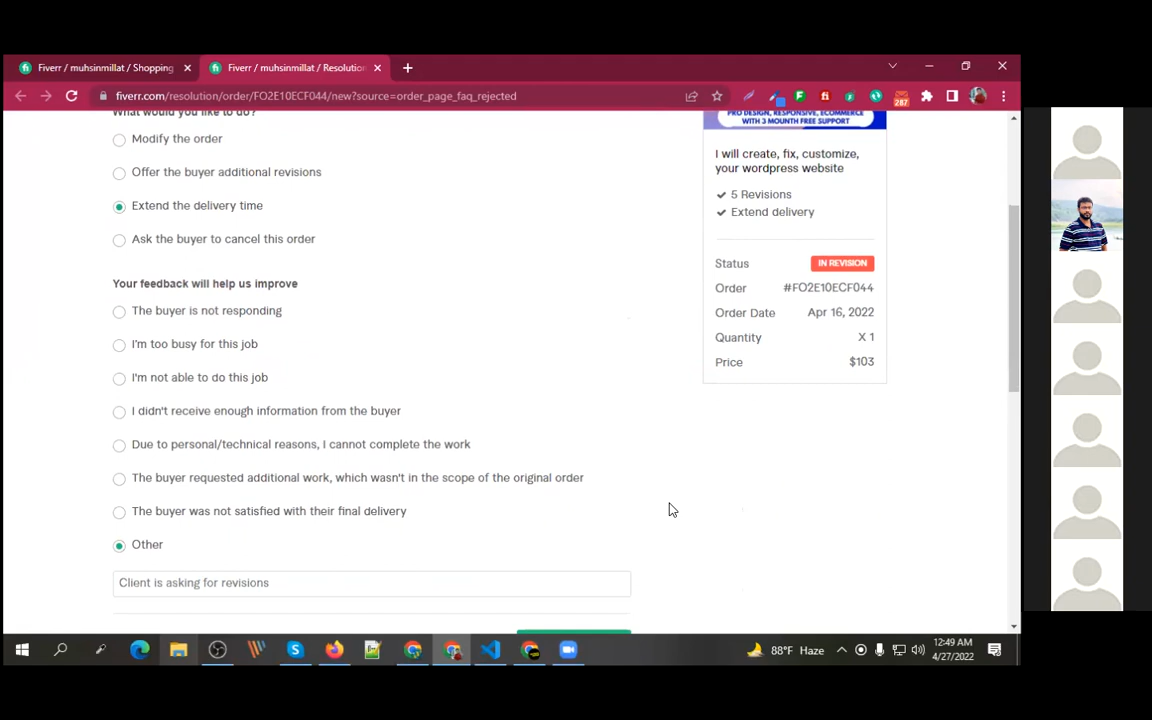 Fiverr / muhsinmillat / Shopping
Fiverr / muhsinmillat / Resolution
fiverr.com/resolution/order/FO2E10ECF044/new?source=order_page_faq_rejected
287
What would you like to do?
Modify the order
Offer the buyer additional revisions
Extend the delivery time
Ask the buyer to cancel this order
Your feedback will help us improve
The buyer is not responding
I'm too busy for this job
I'm not able to do this job
I didn't receive enough information from the buyer
Due to personal/technical reasons, I cannot complete the work
The buyer requested additional work, which wasn't in the scope of the original order
The buyer was not satisfied with their final delivery
Other
Client is asking for revisions
PRO DESIGN, RESPONSIVE, ECOMMERCE
WITH 3 MOUNTH FREE SUPPORT
I will create, fix, customize,
your wordpress website
5 Revisions
Extend delivery
Status IN REVISION
Order #FO2E10ECF044
Order Date Apr 16, 2022
Quantity X 1
Price $103
88°F Haze
12:49 AM
4/27/2022